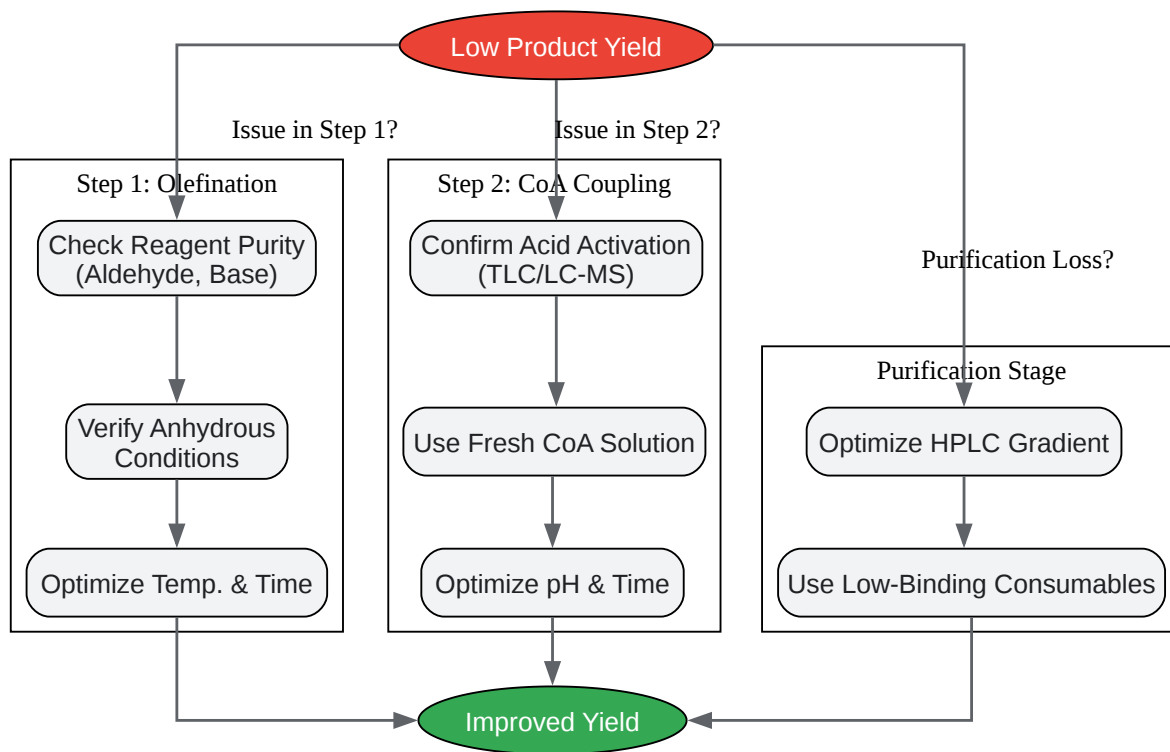 Low Product Yield
Issue in Step 1?
Issue in Step 2?
Purification Loss?
Step 1: Olefination
Check Reagent Purity
(Aldehyde, Base)
Verify Anhydrous
Conditions
Optimize Temp. & Time
Step 2: CoA Coupling
Confirm Acid Activation
(TLC/LC-MS)
Use Fresh CoA Solution
Optimize pH & Time
Purification Stage
Optimize HPLC Gradient
Use Low-Binding Consumables
Improved Yield